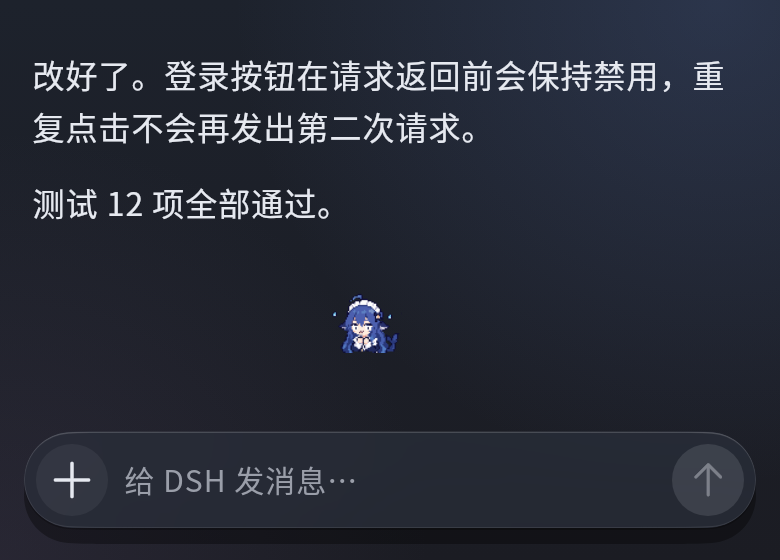 改好了。登录按钮在请求返回前会保持禁用，重
复点击不会再发出第二次请求。
测试 12 项全部通过。
给 DSH 发消息…